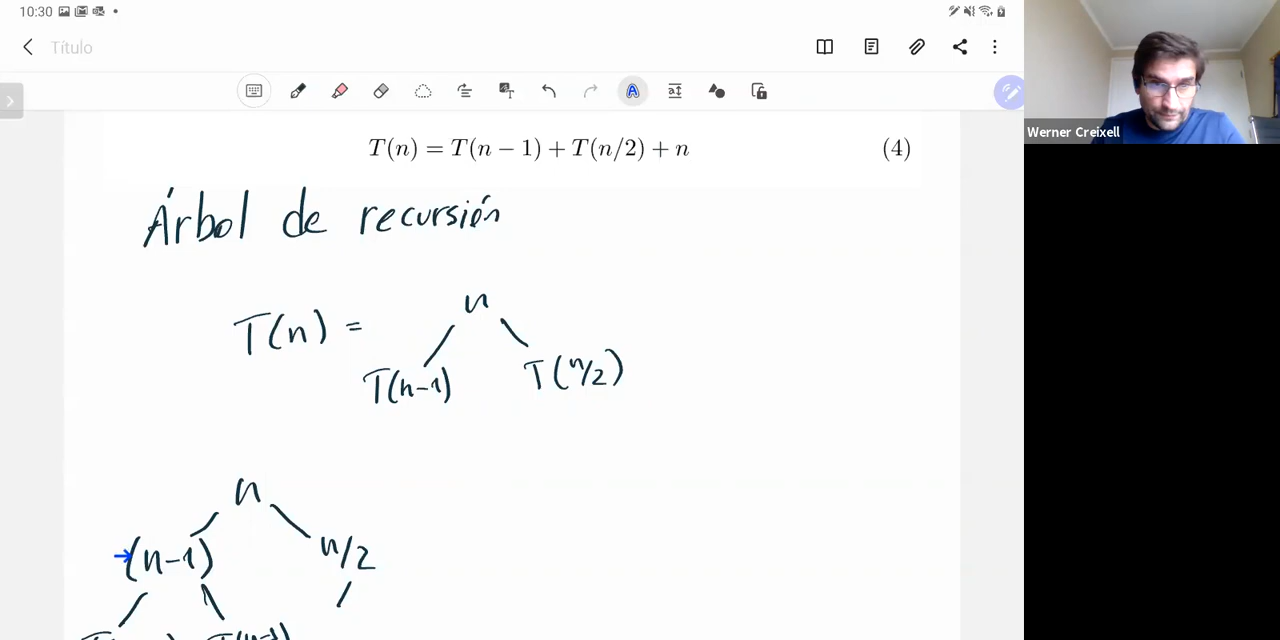 10:30
Título
Werner Creixell
T(n) = T(n − 1) + T(n/2) + n (4)
Árbol de recursión
n
T(n) =
T(n-1) T(n/2)
n
(n-1) n/2